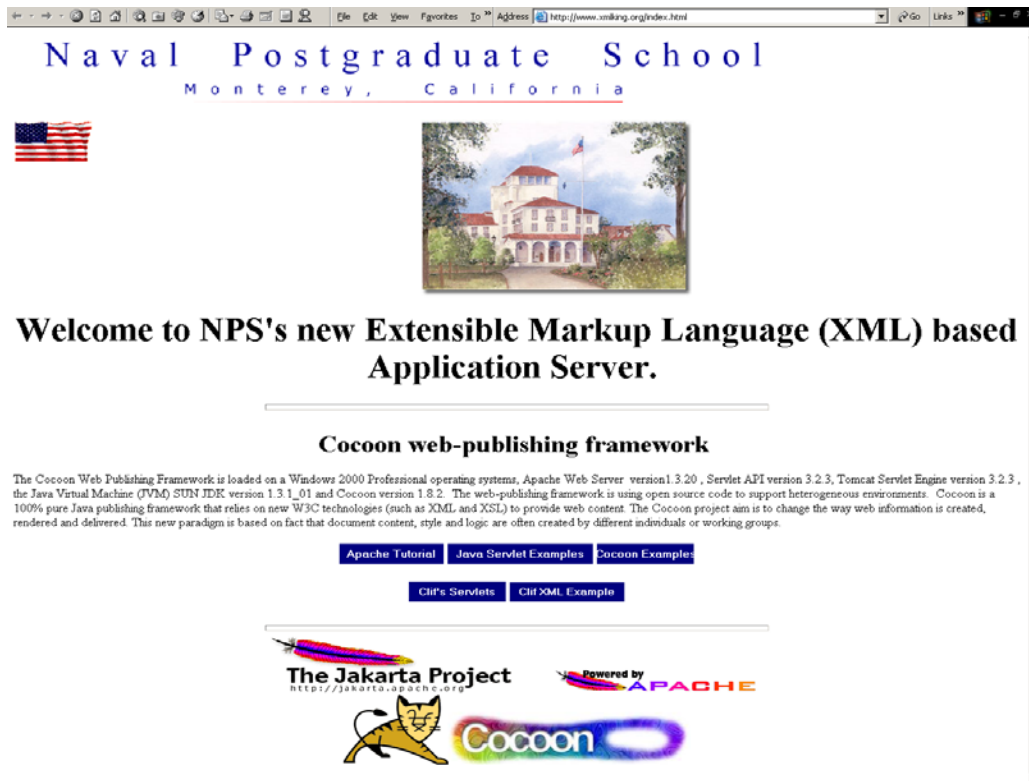 File Edit View Favorites To » Address http://www.xmlking.org/index.html Go Links »
Naval Postgraduate School
Monterey, California
Welcome to NPS's new Extensible Markup Language (XML) based
Application Server.
Cocoon web-publishing framework
The Cocoon Web Publishing Framework is loaded on a Windows 2000 Professional operating systems, Apache Web Server version1.3.20 , Servlet API version 3.2.3, Tomcat Servlet Engine version 3.2.3 ,
the Java Virtual Machine (JVM) SUN JDK version 1.3.1_01 and Cocoon version 1.8.2. The web-publishing framework is using open source code to support heterogeneous environments. Cocoon is a
100% pure Java publishing framework that relies on new W3C technologies (such as XML and XSL) to provide web content. The Cocoon project aim is to change the way web information is created,
rendered and delivered. This new paradigm is based on fact that document content, style and logic are often created by different individuals or working groups.
Apache Tutorial Java Servlet Examples Cocoon Examples
Clif's Servlets Clif XML Example
The Jakarta Project
http://jakarta.apache.org
Powered by
APACHE
Cocoon